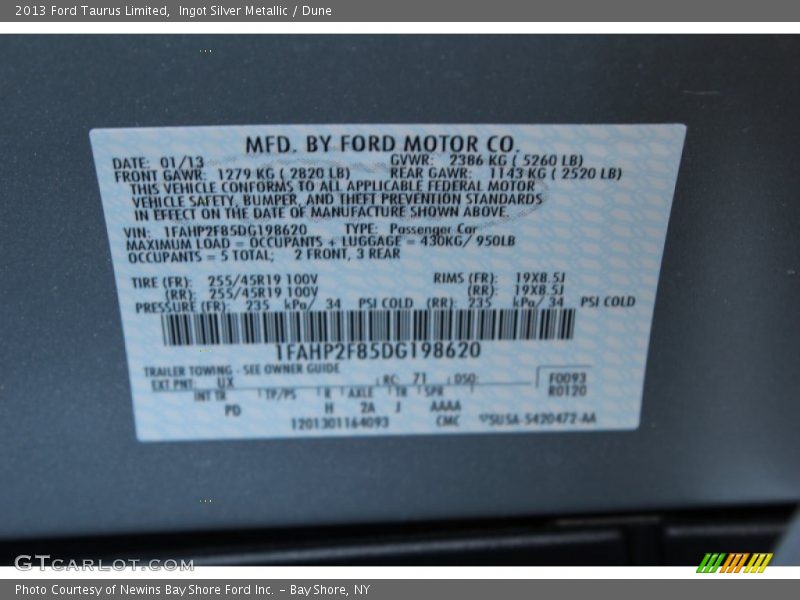 2013 Ford Taurus Limited, Ingot Silver Metallic / Dune
MFD. BY FORD MOTOR CO.
DATE: 01/13 GVWR: 2386 KG ( 5260 LB)
FRONT GAWR: 1279 KG ( 2820 LB) REAR GAWR: 1143 KG ( 2520 LB)
THIS VEHICLE CONFORMS TO ALL APPLICABLE FEDERAL MOTOR
VEHICLE SAFETY, BUMPER, AND THEFT PREVENTION STANDARDS
IN EFFECT ON THE DATE OF MANUFACTURE SHOWN ABOVE.
VIN: 1FAHP2F85DG198620 TYPE: Passenger Car
MAXIMUM LOAD = OCCUPANTS + LUGGAGE = 430KG/ 950LB
OCCUPANTS = 5 TOTAL; 2 FRONT, 3 REAR
TIRE (FR): 255/45R19 100V RIMS (FR): 19X8.5J
(RR): 255/45R19 100V (RR): 19X8.5J
PRESSURE (FR): 235 kPa/ 34 PSI COLD (RR): 235 kPa/ 34 PSI COLD
1FAHP2F85DG198620
TRAILER TOWING - SEE OWNER GUIDE
EXT PNT: UX RC: 71 DSO: F0093
R0120
INT TR TP/PS R AXLE TR SPR
PD H 2A J AAAA
1201301164093 CMC SUSA-5420472-AA
GTCARLOT.COM
Photo Courtesy of Newins Bay Shore Ford Inc. - Bay Shore, NY